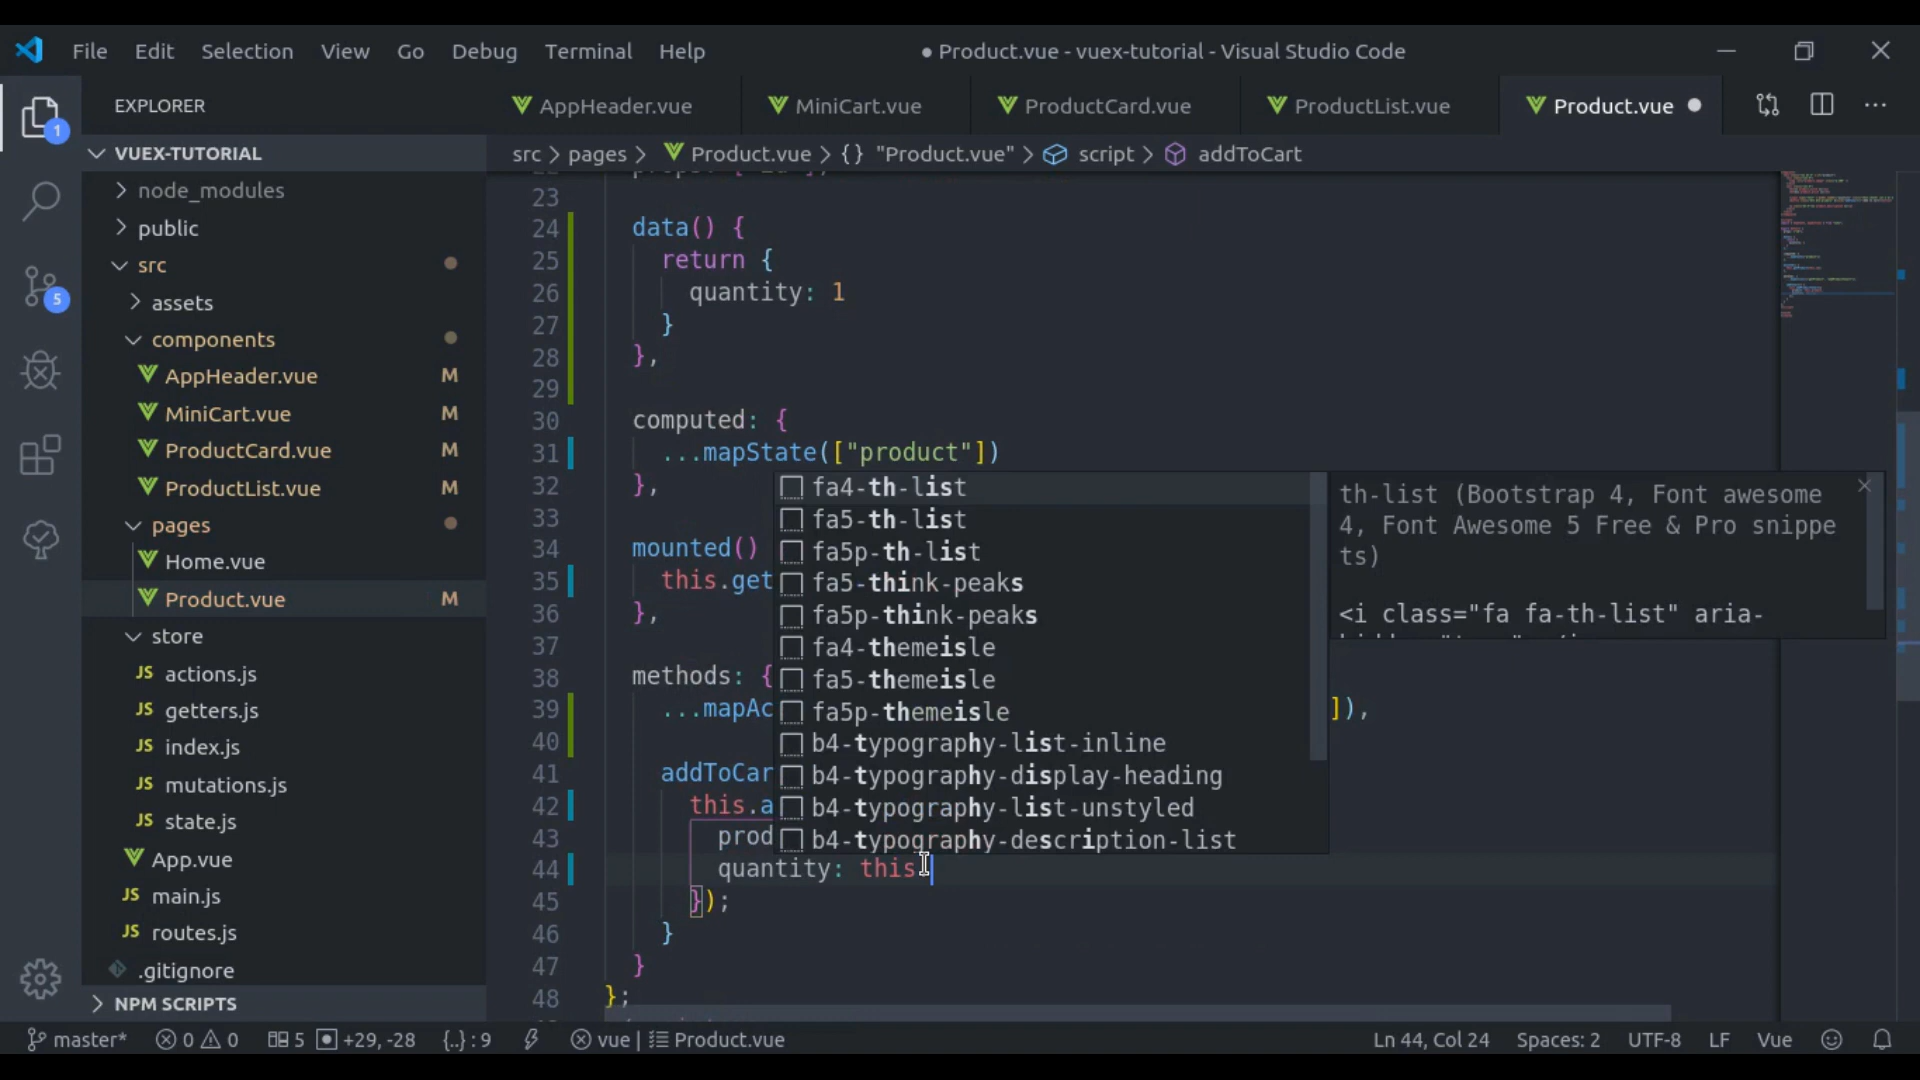 File Edit Selection View Go Debug Terminal Help
● Product.vue - vuex-tutorial - Visual Studio Code
EXPLORER
AppHeader.vue MiniCart.vue ProductCard.vue ProductList.vue Product.vue
src > pages > Product.vue > {} "Product.vue" > script > addToCart
1
5
VUEX-TUTORIAL
node_modules
public
src
assets
components
AppHeader.vue M
MiniCart.vue M
ProductCard.vue M
ProductList.vue M
pages
Home.vue
Product.vue M
store
JS actions.js
JS getters.js
JS index.js
JS mutations.js
JS state.js
App.vue
JS main.js
JS routes.js
.gitignore
NPM SCRIPTS
23
24 data() {
25 return {
26 quantity: 1
27 }
28 },
29
30 computed: {
31 ...mapState(["product"])
32 },
33
34 mounted()
35 this.get
36 },
37
38 methods: {
39 ...mapAc ]),
40
41 addToCar
42 this.a
43 prod
44 quantity: this
45 });
46 }
47 }
48 };
fa4-th-list
fa5-th-list
fa5p-th-list
fa5-think-peaks
fa5p-think-peaks
fa4-themeisle
fa5-themeisle
fa5p-themeisle
b4-typography-list-inline
b4-typography-display-heading
b4-typography-list-unstyled
b4-typography-description-list
th-list (Bootstrap 4, Font awesome
4, Font Awesome 5 Free & Pro snippe
ts)
<i class="fa fa-th-list" aria-
master* 0 0 5 +29, -28 {..} : 9 vue | Product.vue
Ln 44, Col 24 Spaces: 2 UTF-8 LF Vue